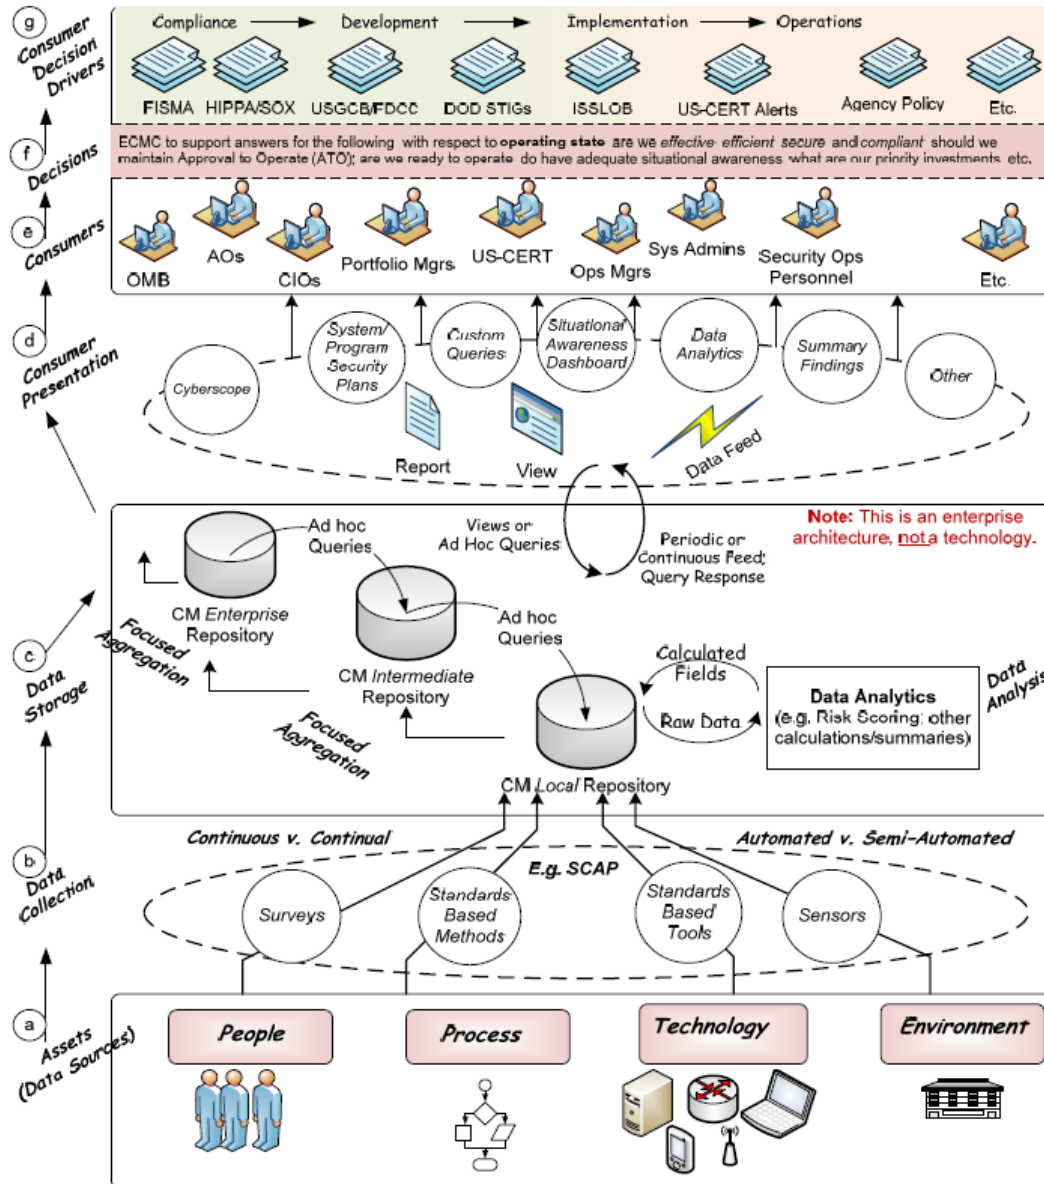 g
Consumer
Decision
Drivers
Compliance
Development
Implementation
Operations
FISMA
HIPPA/SOX
USGCB/FDCC
DOD STIGs
ISSLOB
US-CERT Alerts
Agency Policy
Etc.
f
Decisions
ECMC to support answers for the following with respect to operating state are we effective efficient secure and compliant should we
maintain Approval to Operate (ATO); are we ready to operate do have adequate situational awareness what are our priority investments etc.
e
Consumers
OMB
AOs
CIOs
Portfolio Mgrs
US-CERT
Ops Mgrs
Sys Admins
Security Ops
Personnel
Etc.
d
Consumer
Presentation
Cyberscope
System/
Program
Security
Plans
Custom
Queries
Situational
Awareness
Dashboard
Data
Analytics
Summary
Findings
Other
Report
View
Data Feed
c
Data
Storage
Ad hoc
Queries
CM Enterprise
Repository
Focused
Aggregation
CM Intermediate
Repository
Focused
Aggregation
Ad hoc
Queries
Views or
Ad Hoc Queries
Periodic or
Continuous Feed;
Query Response
Note: This is an enterprise
architecture, not a technology.
CM Local Repository
Calculated
Fields
Raw Data
Data Analytics
(e.g. Risk Scoring; other
calculations/summaries)
Data
Analysis
b
Data
Collection
Continuous v. Continual
Automated v. Semi-Automated
E.g. SCAP
Surveys
Standards
Based
Methods
Standards
Based
Tools
Sensors
a
Assets
(Data Sources)
People
Process
Technology
Environment